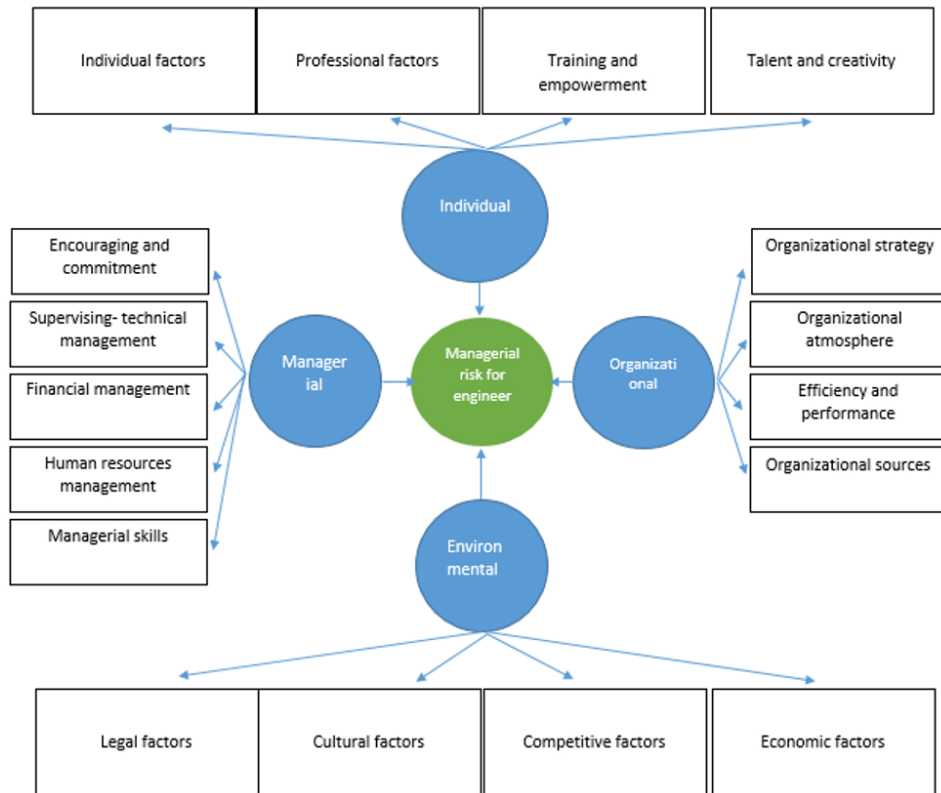 Individual factors
Professional factors
Training and
empowerment
Talent and creativity
Individual
Encouraging and
commitment
Supervising- technical
management
Financial management
Human resources
management
Managerial skills
Manager
ial
Managerial
risk for
engineer
Organizati
onal
Organizational strategy
Organizational
atmosphere
Efficiency and
performance
Organizational sources
Environ
mental
Legal factors
Cultural factors
Competitive factors
Economic factors